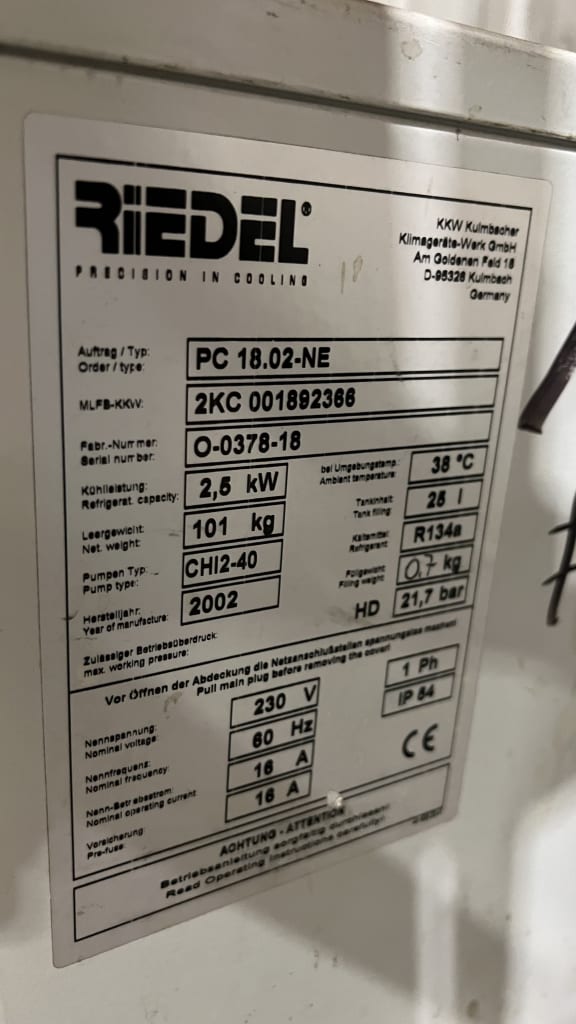 RIEDEL®
PRECISION IN COOLING
KKW Kulmbacher
Klimageräte-Werk GmbH
Am Goldenen Feld 18
D-95326 Kulmbach
Germany
Auftrag / Typ:
Order / type:
PC 18.02-NE
MLFB-KKW:
2KC 001892366
Fabr.-Nummer:
Serial number:
O-0378-18
Kühlleistung:
Refrigerat. capacity:
2,5 kW
bei Umgebungstemp.:
Ambient temperature:
38 °C
Leergewicht:
Net. weight:
101 kg
Tankinhalt:
Tank filling:
25 l
Pumpen Typ:
Pump type:
CHI2-40
Kältemittel:
Refrigerant:
R134a
Herstelljahr:
Year of manufacture:
2002
Füllgewicht:
Filling weight:
0,7 kg
Zulässiger Betriebsüberdruck:
max. working pressure:
HD
21,7 bar
Vor Öffnen der Abdeckung die Netzanschlußstellen spannungslos machen!
Pull main plug before removing the cover!
Nennspannung:
Nominal voltage:
230 V
1 Ph
Nennfrequenz:
Nominal frequency:
60 Hz
IP 54
Nenn-Betriebsstrom:
Nominal operating current
16 A
CE
Vorsicherung:
Pre-fuse:
16 A
ACHTUNG - ATTENTION
Betriebsanleitung sorgfältig durchlesen!
Read Operating Instructions carefully!